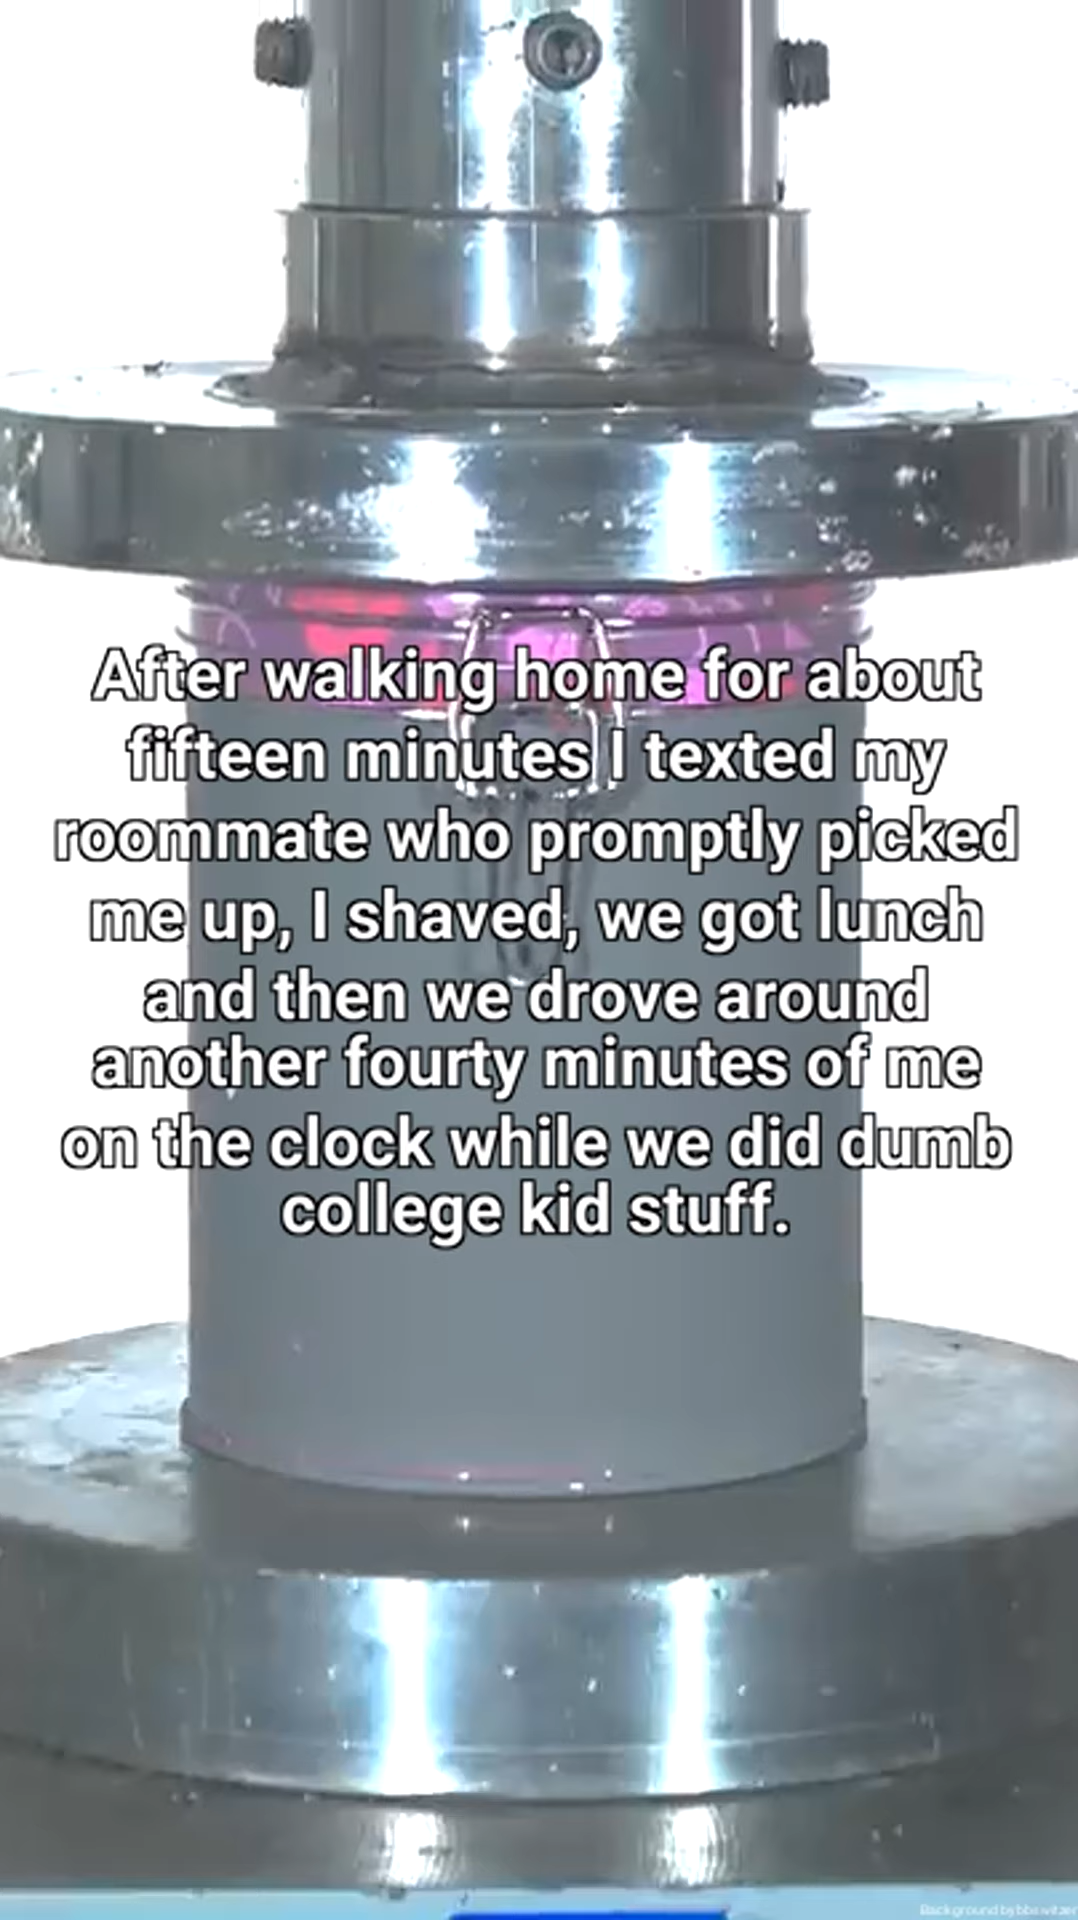 After walking home for about
fifteen minutes I texted my
roommate who promptly picked
me up, I shaved, we got lunch
and then we drove around
another fourty minutes of me
on the clock while we did dumb
college kid stuff.